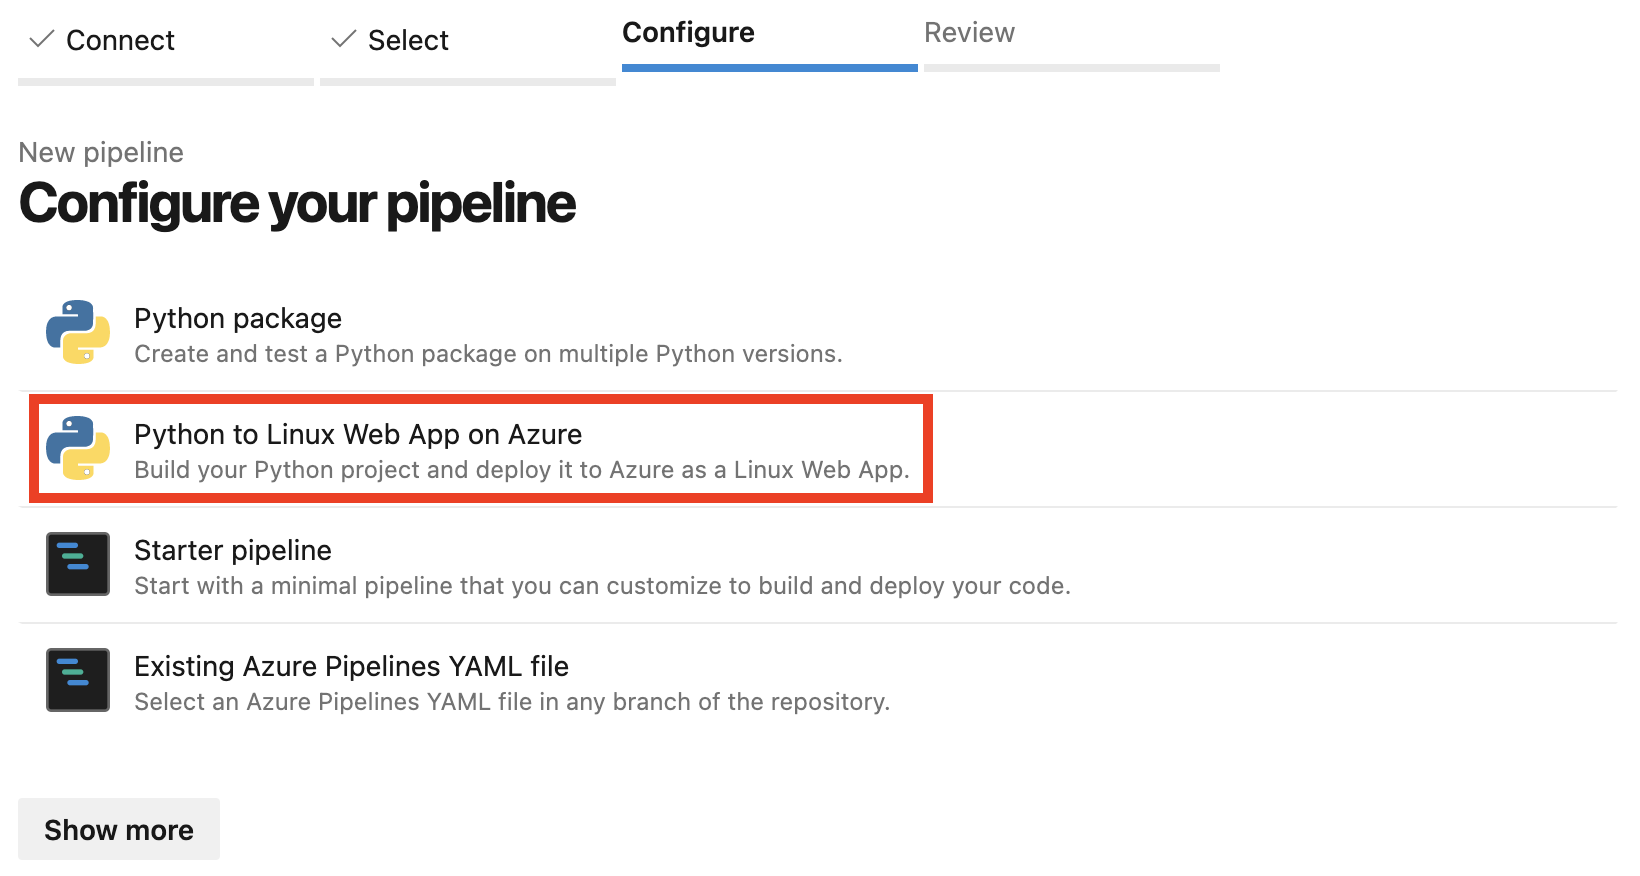 Connect
Select
Configure
Review
New pipeline
Configure your pipeline
Python package
Create and test a Python package on multiple Python versions.
Python to Linux Web App on Azure
Build your Python project and deploy it to Azure as a Linux Web App.
Starter pipeline
Start with a minimal pipeline that you can customize to build and deploy your code.
Existing Azure Pipelines YAML file
Select an Azure Pipelines YAML file in any branch of the repository.
Show more